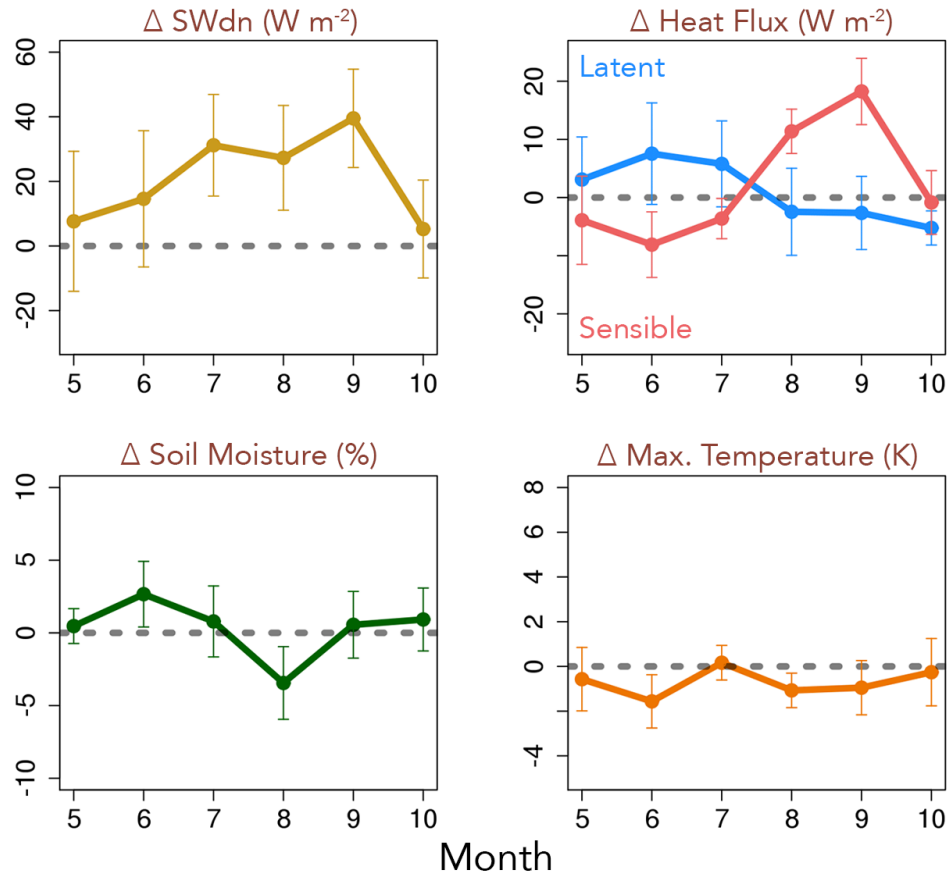 Δ SWdn (W m-2)
60
40
20
0
-20
5 6 7 8 9 10
Δ Heat Flux (W m-2)
Latent
20
10
0
-20
Sensible
5 6 7 8 9 10
Δ Soil Moisture (%)
10
5
0
-5
-10
5 6 7 8 9 10
Δ Max. Temperature (K)
8
6
4
2
0
-4
5 6 7 8 9 10
Month